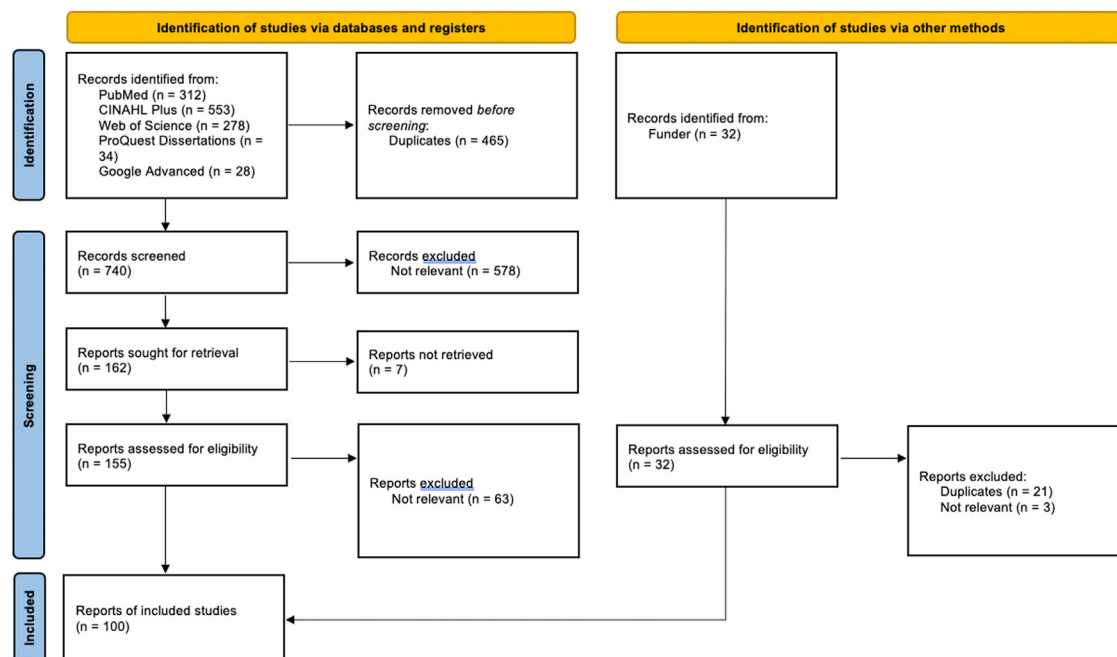 Identification of studies via databases and registers
Identification of studies via other methods
Identification
Records identified from:
PubMed (n = 312)
CINAHL Plus (n = 553)
Web of Science (n = 278)
ProQuest Dissertations (n =
34)
Google Advanced (n = 28)
Records removed before
screening:
Duplicates (n = 465)
Records identified from:
Funder (n = 32)
Screening
Records screened
(n = 740)
Records excluded
Not relevant (n = 578)
Reports sought for retrieval
(n = 162)
Reports not retrieved
(n = 7)
Reports assessed for eligibility
(n = 155)
Reports excluded
Not relevant (n = 63)
Reports assessed for eligibility
(n = 32)
Reports excluded:
Duplicates (n = 21)
Not relevant (n = 3)
Included
Reports of included studies
(n = 100)